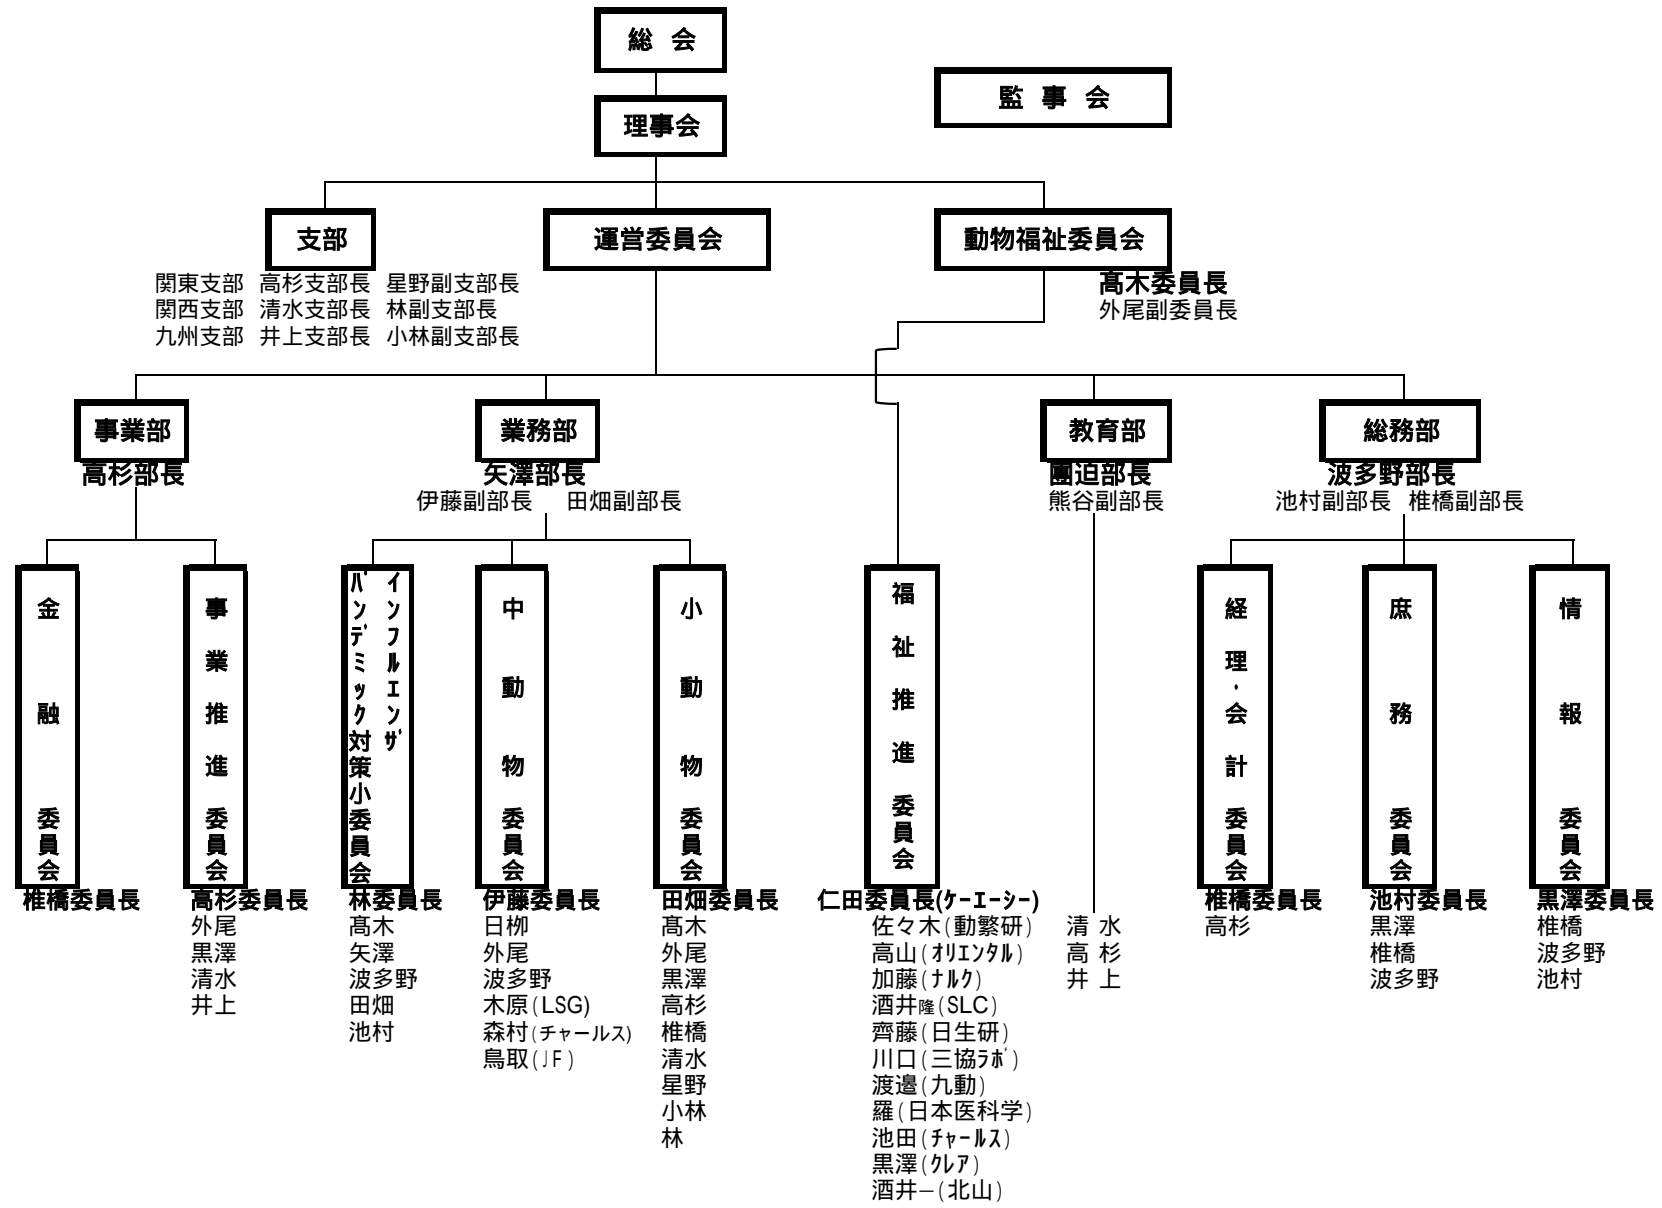 総 会
監 事 会
理事会
支部
運営委員会
動物福祉委員会
関東支部 高杉支部長 星野副支部長
関西支部 清水支部長 林副支部長
九州支部 井上支部長 小林副支部長
髙木委員長
外尾副委員長
事業部
高杉部長
業務部
矢澤部長
伊藤副部長 田畑副部長
教育部
團迫部長
熊谷副部長
総務部
波多野部長
池村副部長 椎橋副部長
金融委員会
椎橋委員長
事業推進委員会
高杉委員長
外尾
黒澤
清水
井上
インフルエンザ
パンデミック対策小委員会
林委員長
髙木
矢澤
波多野
田畑
池村
中動物委員会
伊藤委員長
日栁
外尾
波多野
木原(LSG)
森村(チャールス)
鳥取(JF)
小動物委員会
田畑委員長
髙木
外尾
黒澤
高杉
椎橋
清水
星野
小林
林
福祉推進委員会
仁田委員長(ケーエーシー)
佐々木(動繁研)
高山(オリエンタル)
加藤(ナルク)
酒井隆(SLC)
齊藤(日生研)
川口(三協ラボ)
渡邉(九動)
羅(日本医科学)
池田(チャールス)
黒澤(クレア)
酒井一(北山)
清 水
高 杉
井 上
経理・会計委員会
椎橋委員長
高杉
庶務委員会
池村委員長
黒澤
椎橋
波多野
情報委員会
黒澤委員長
椎橋
波多野
池村